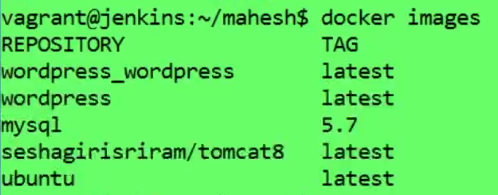 vagrant@jenkins:~/mahesh$ docker images
REPOSITORY TAG
wordpress_wordpress latest
wordpress latest
mysql 5.7
seshagirisriram/tomcat8 latest
ubuntu latest